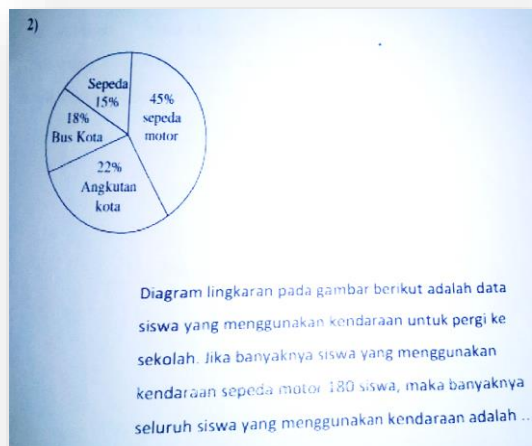 2)
Sepeda
15%
45%
sepeda
motor
18%
Bus Kota
22%
Angkutan
kota
Diagram lingkaran pada gambar berikut adalah data
siswa yang menggunakan kendaraan untuk pergi ke
sekolah. Jika banyaknya siswa yang menggunakan
kendaraan sepeda motor 180 siswa, maka banyaknya
seluruh siswa yang menggunakan kendaraan adalah ...